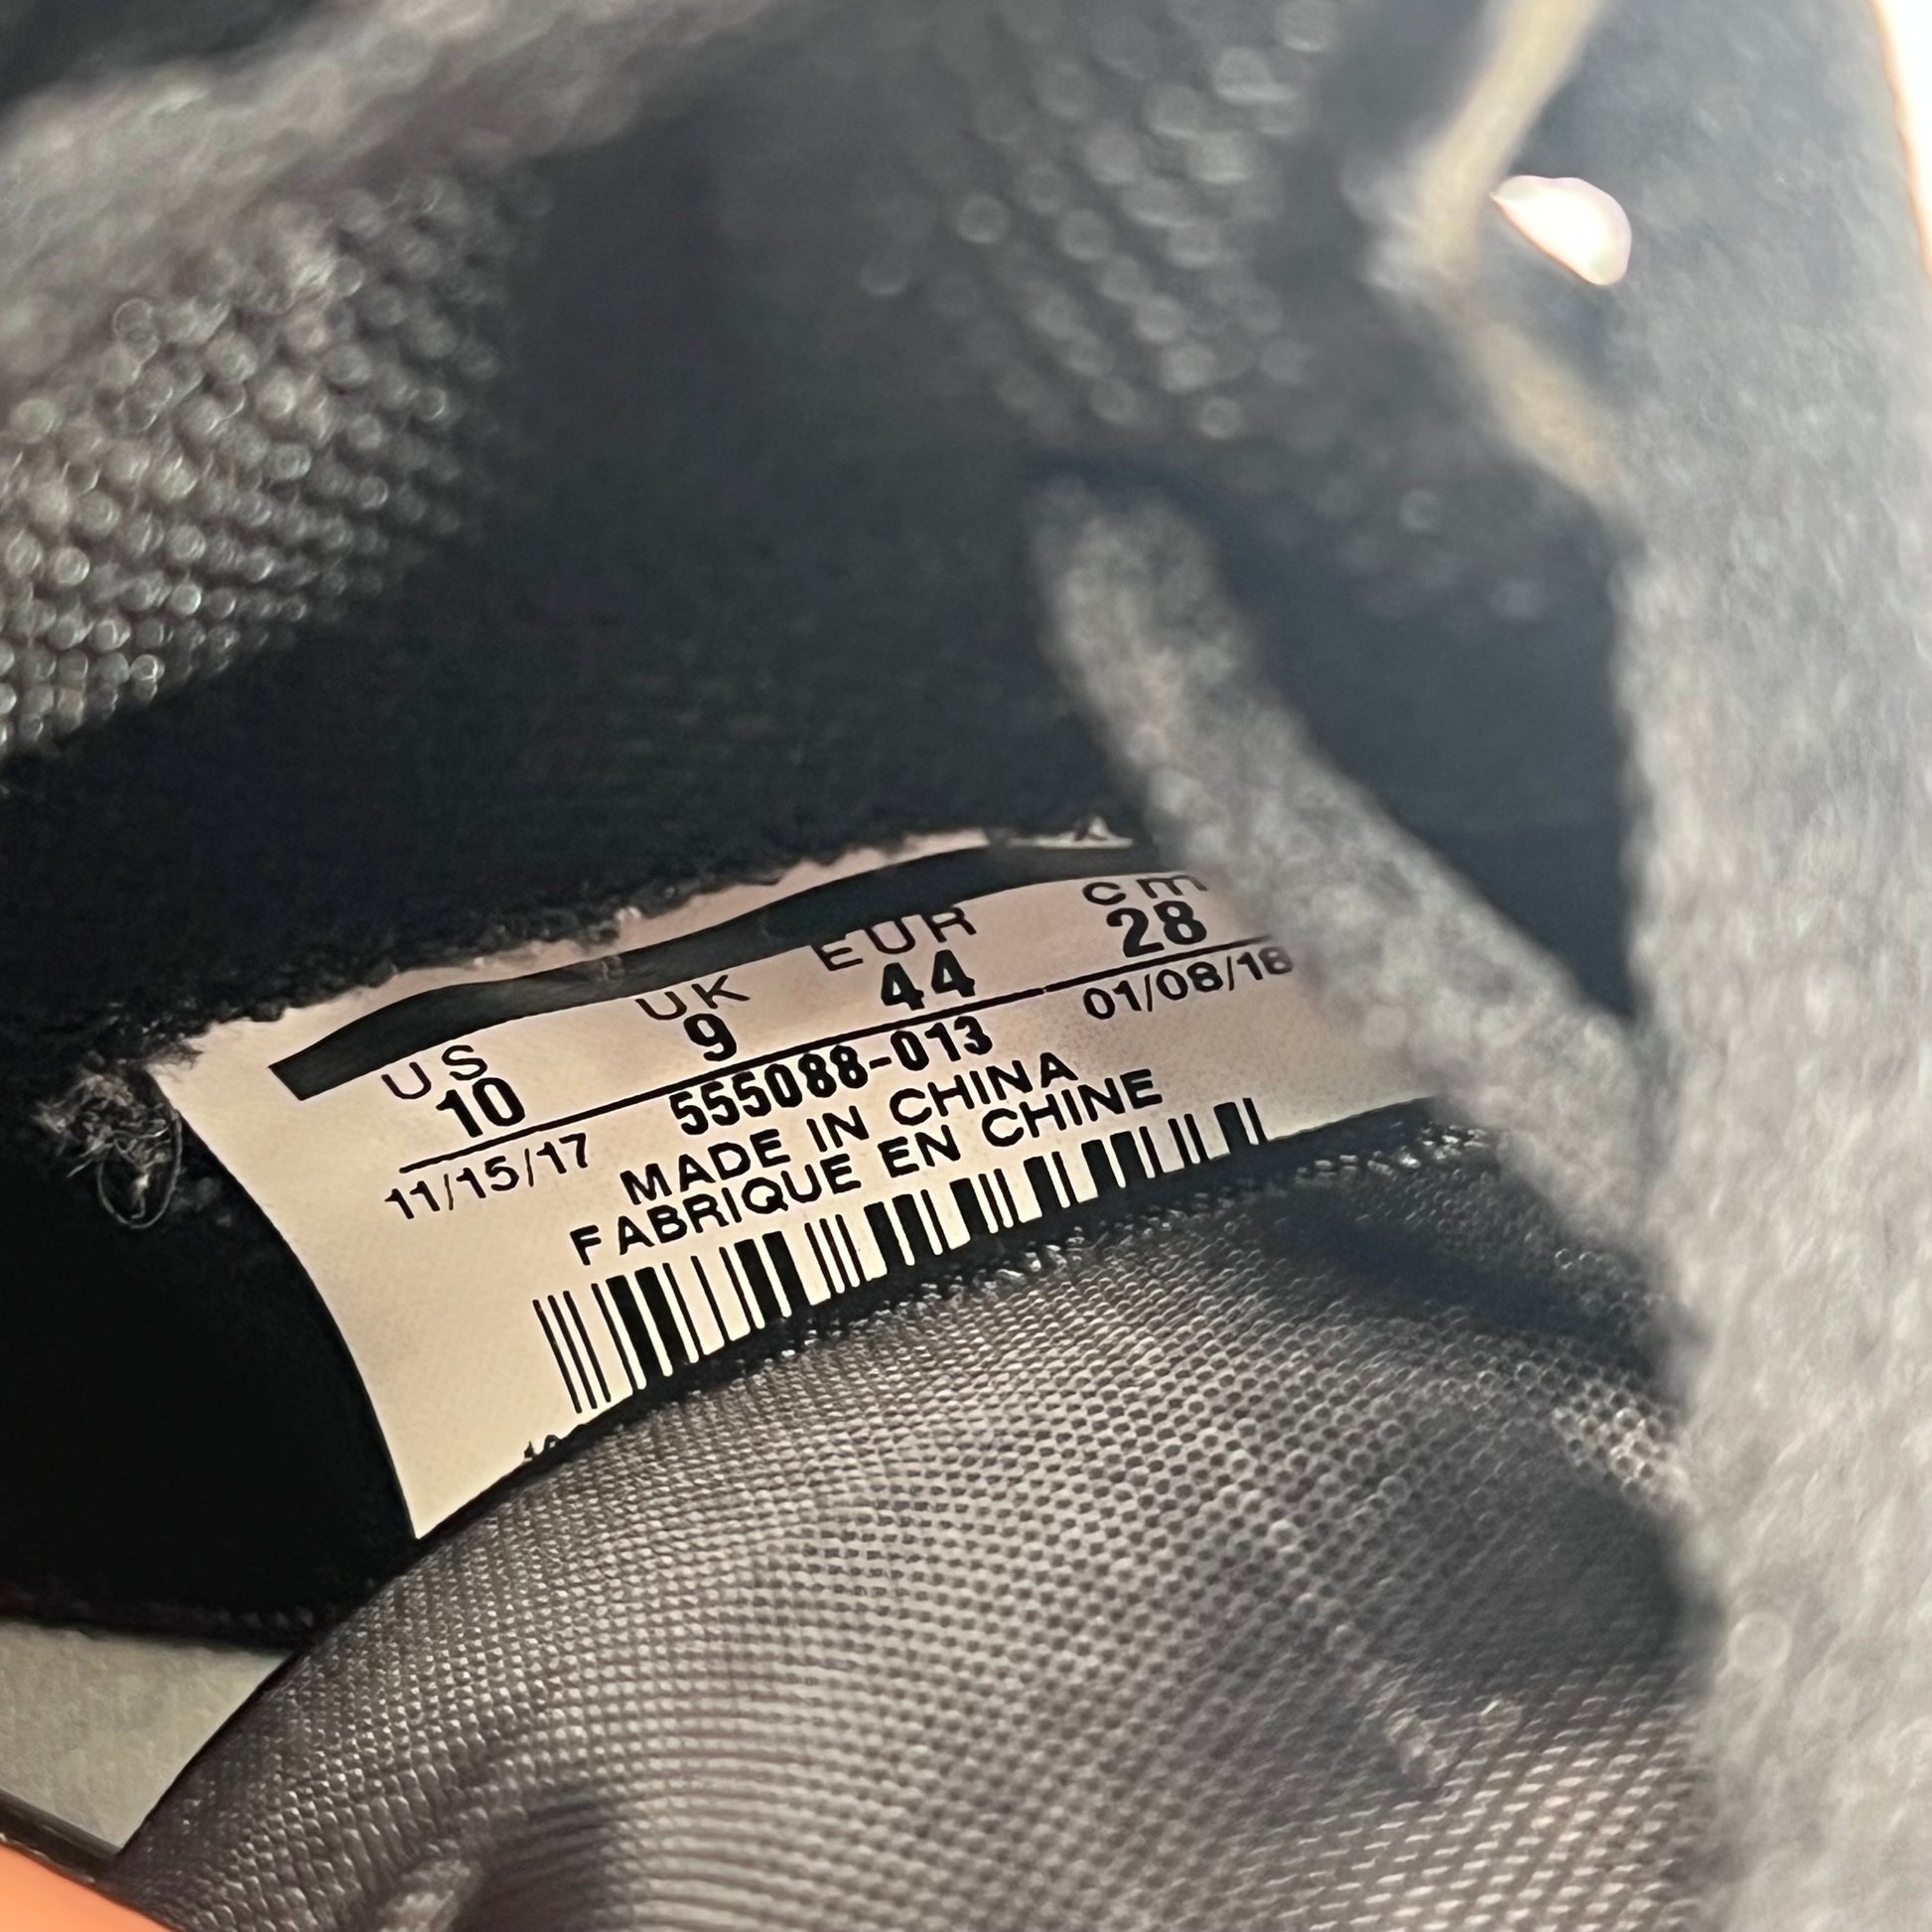 US UK EUR cm
10 9 44 28
11/15/17 555088-013 01/08/18
MADE IN CHINA
FABRIQUE EN CHINE